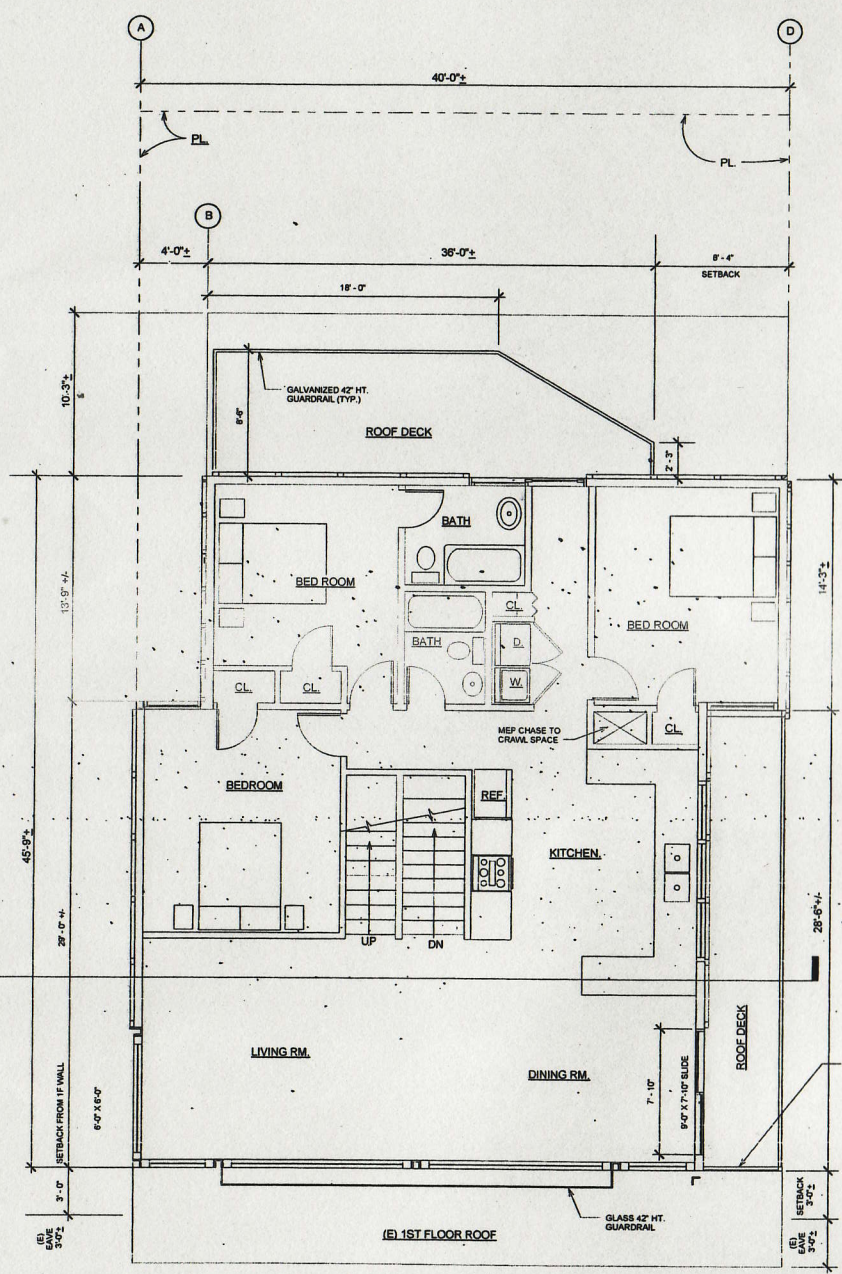 A
D
40'-0"±
PL.
PL.
B
4'-0"±
36'-0"±
8'-4"
SETBACK
18'-0"
10'-3"±
GALVANIZED 42" HT.
GUARDRAIL (TYP.)
8'-6"
ROOF DECK
2'-3"
BATH
BED ROOM
13'-9" +/-
14'-3"±
CL.
BED ROOM
BATH
D.
CL.
CL.
W.
MEP CHASE TO
CRAWL SPACE
CL.
BEDROOM
REF.
45'-9"±
KITCHEN.
28'-6"+/-
UP
DN
LIVING RM.
DINING RM.
7'-10"
9'-0" X 7'-10" SLIDE
ROOF DECK
SETBACK FROM 1F WALL
6'-0" X 6'-0"
3'-0"
SETBACK
3'-0"±
GLASS 42" HT.
GUARDRAIL
(E)
EAVE
3'-0"±
(E) 1ST FLOOR ROOF
(E)
EAVE
3'-0"±